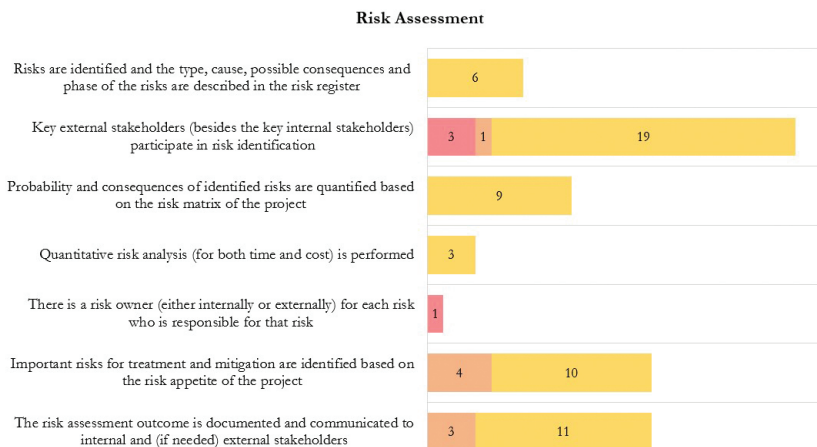 Risk Assessment
Risks are identified and the type, cause, possible consequences and
phase of the risks are described in the risk register
6
Key external stakeholders (besides the key internal stakeholders)
participate in risk identification
3 1 19
Probability and consequences of identified risks are quantified based
on the risk matrix of the project
9
Quantitative risk analysis (for both time and cost) is performed
3
There is a risk owner (either internally or externally) for each risk
who is responsible for that risk
1
Important risks for treatment and mitigation are identified based on
the risk appetite of the project
4 10
The risk assessment outcome is documented and communicated to
internal and (if needed) external stakeholders
3 11